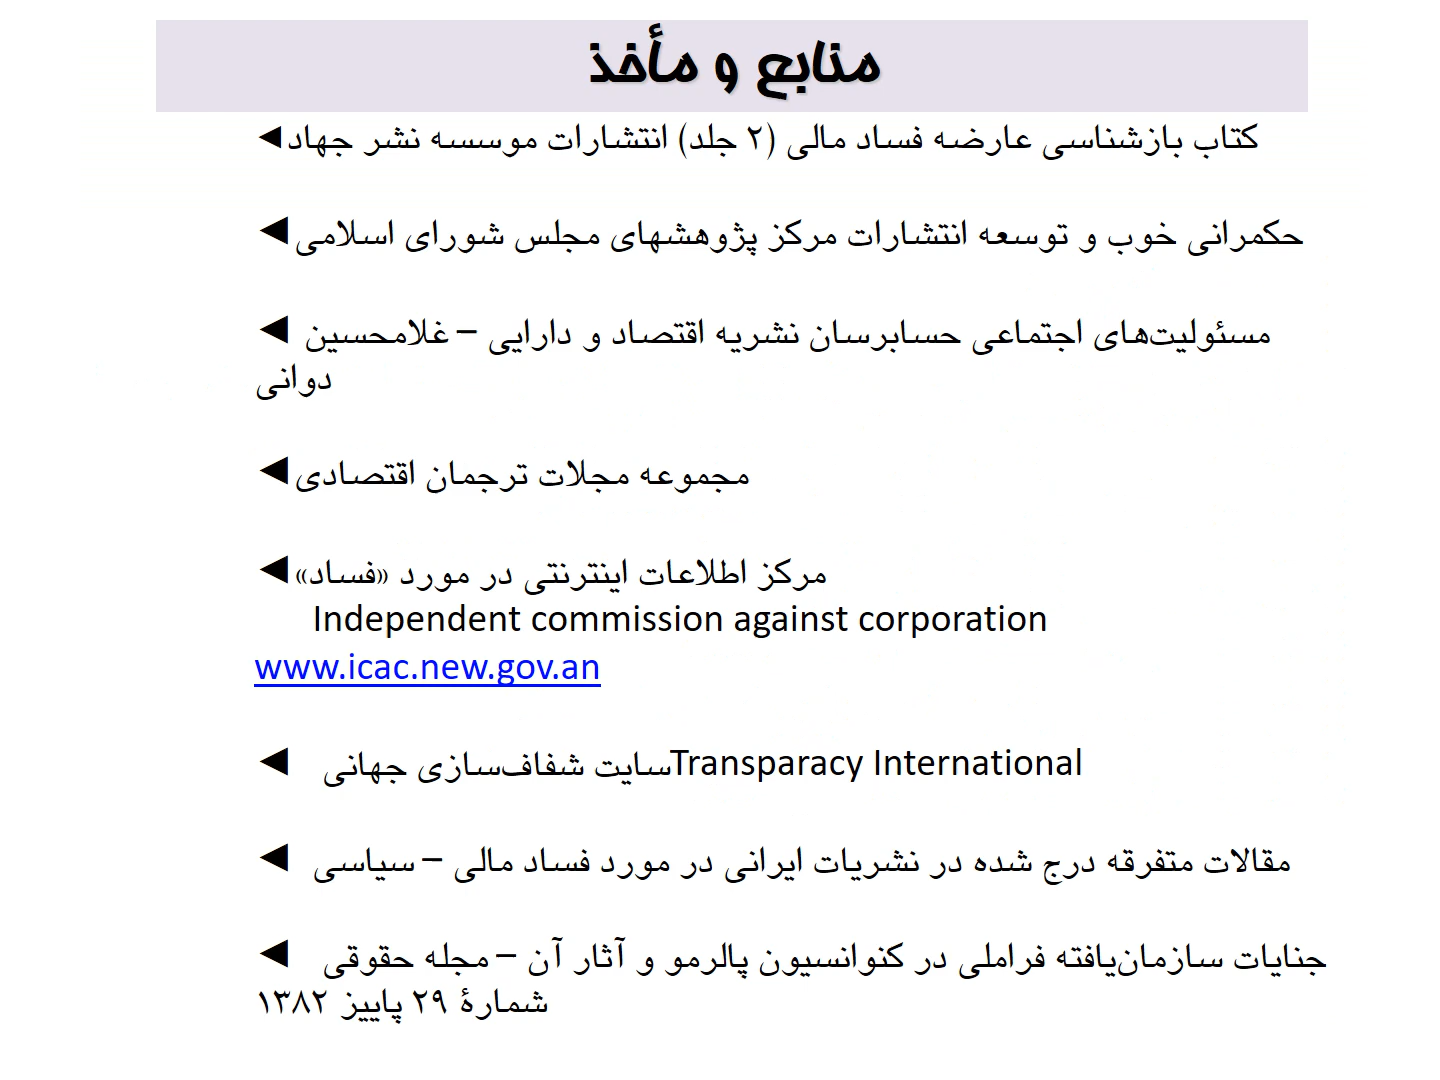 منابع و مأخذ
◄کتاب بازشناسی عارضه فساد مالی (۲ جلد) انتشارات موسسه نشر جهاد
◄حکمرانی خوب و توسعه انتشارات مرکز پژوهشهای مجلس شورای اسلامی
◄ مسئولیت‌های اجتماعی حسابرسان نشریه اقتصاد و دارایی – غلامحسین
دوانی
◄مجموعه مجلات ترجمان اقتصادی
◄مرکز اطلاعات اینترنتی در مورد «فساد»
Independent commission against corporation
www.icac.new.gov.an
◄ سایت شفاف‌سازی جهانی Transparacy International
◄ مقالات متفرقه درج شده در نشریات ایرانی در مورد فساد مالی – سیاسی
◄ جنایات سازمان‌یافته فراملی در کنوانسیون پالرمو و آثار آن – مجله حقوقی
شمارهٔ ۲۹ پاییز ۱۳۸۲